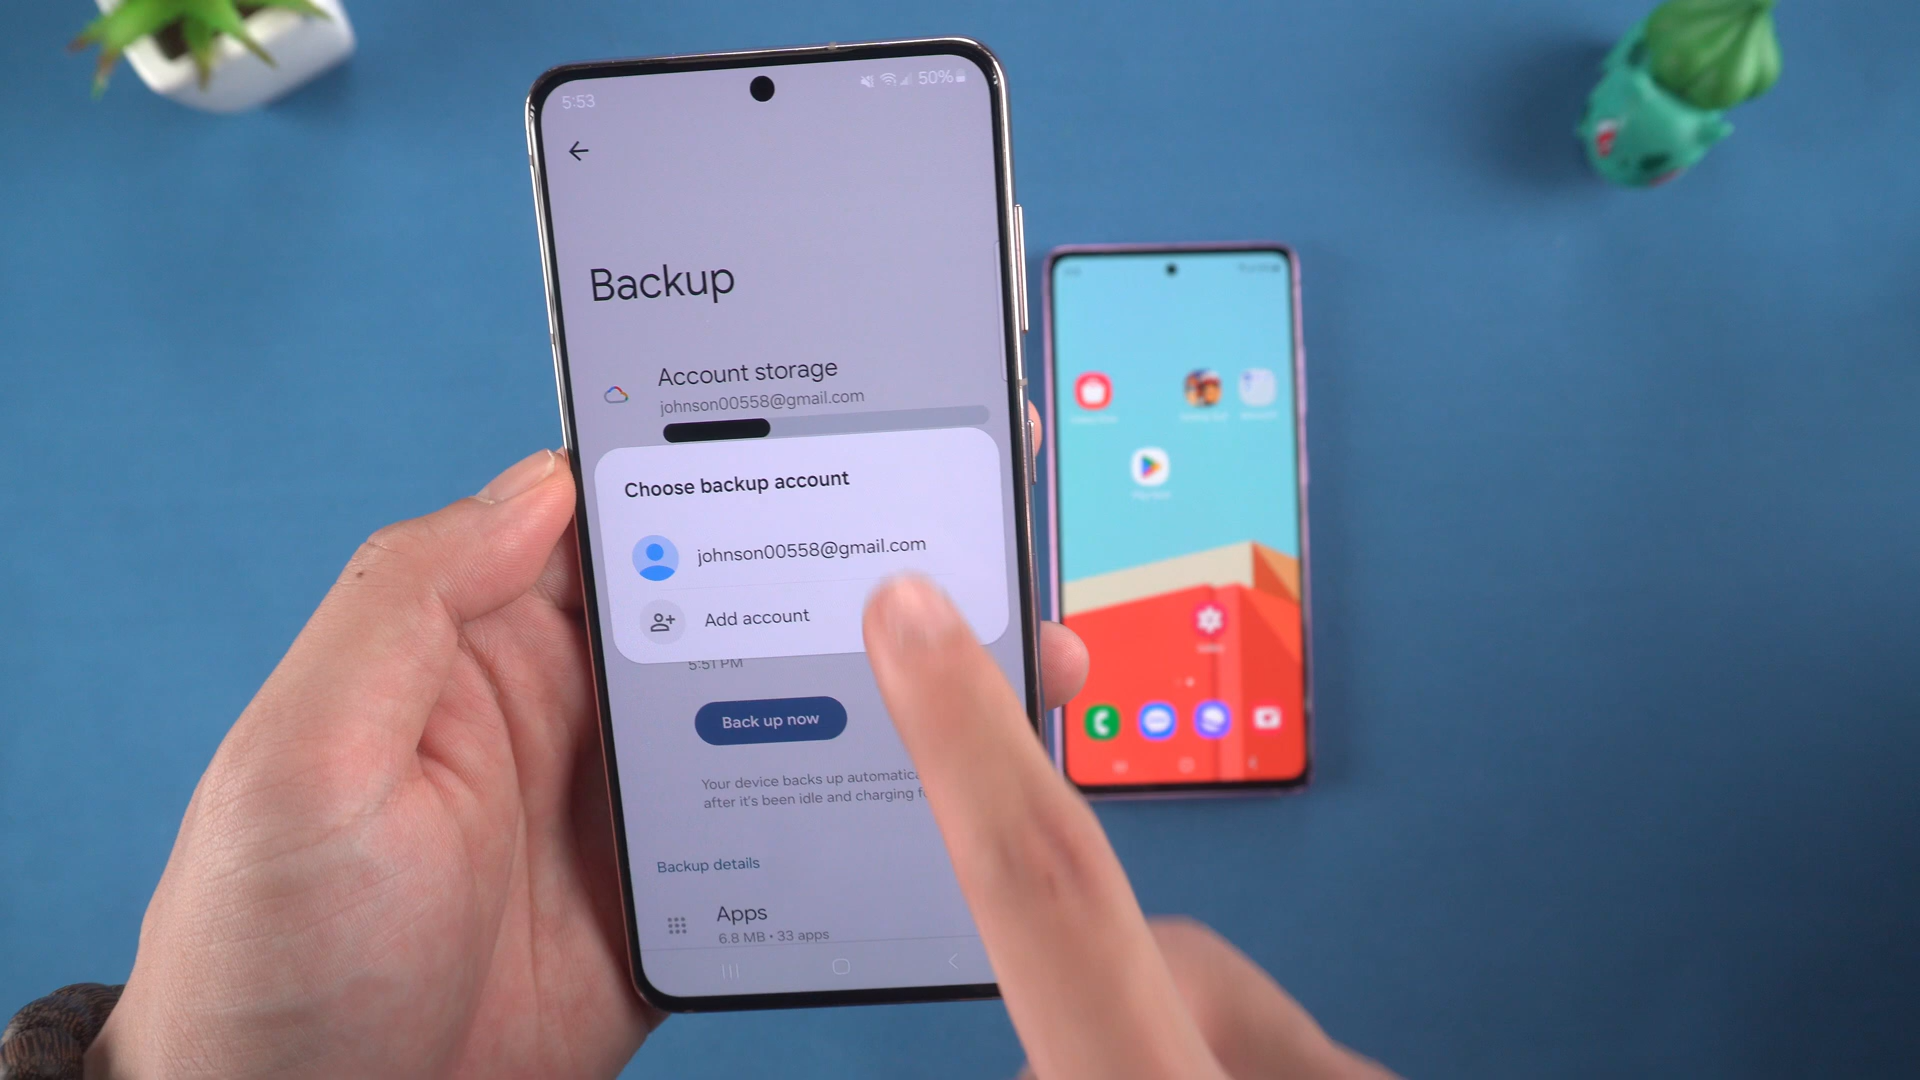 5:53
50%
Backup
Account storage
johnson00558@gmail.com
Choose backup account
johnson00558@gmail.com
Add account
5:51 PM
Back up now
Your device backs up automatica
after it's been idle and charging f
Backup details
Apps
6.8 MB • 33 apps